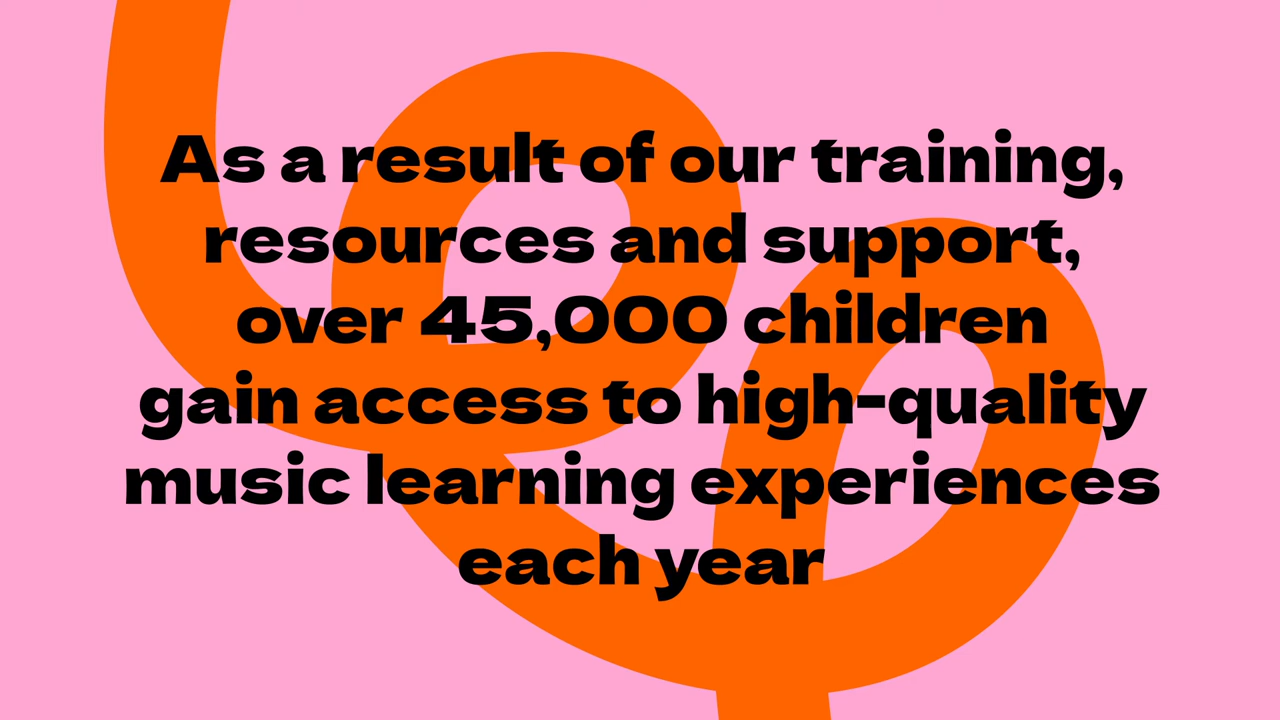 As a result of our training,
resources and support,
over 45,000 children
gain access to high-quality
music learning experiences
each year